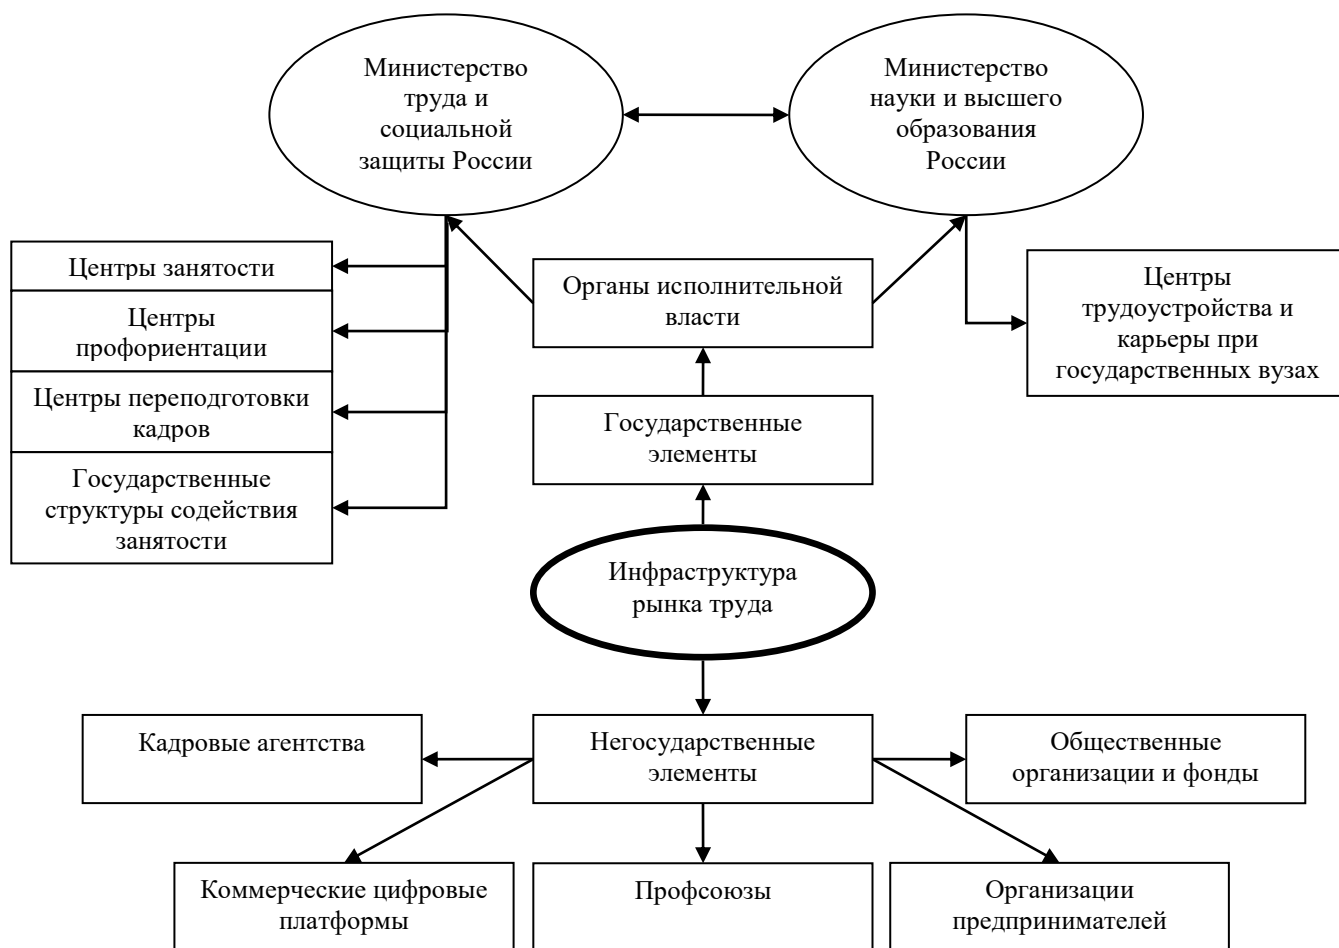 Министерство
труда и
социальной
защиты России
Министерство
науки и высшего
образования
России
Центры занятости
Центры
профориентации
Центры переподготовки
кадров
Государственные
структуры содействия
занятости
Органы исполнительной
власти
Центры
трудоустройства и
карьеры при
государственных вузах
Государственные
элементы
Инфраструктура
рынка труда
Кадровые агентства
Негосударственные
элементы
Общественные
организации и фонды
Коммерческие цифровые
платформы
Профсоюзы
Организации
предпринимателей